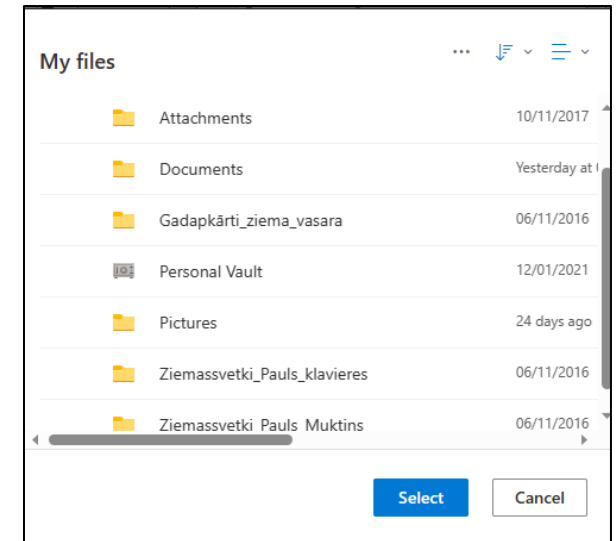 My files
...
Attachments 10/11/2017
Documents Yesterday at
Gadapkārti_ziema_vasara 06/11/2016
Personal Vault 12/01/2021
Pictures 24 days ago
Ziemassvetki_Pauls_klavieres 06/11/2016
Ziemassvetki_Pauls_Muktins 06/11/2016
Select Cancel